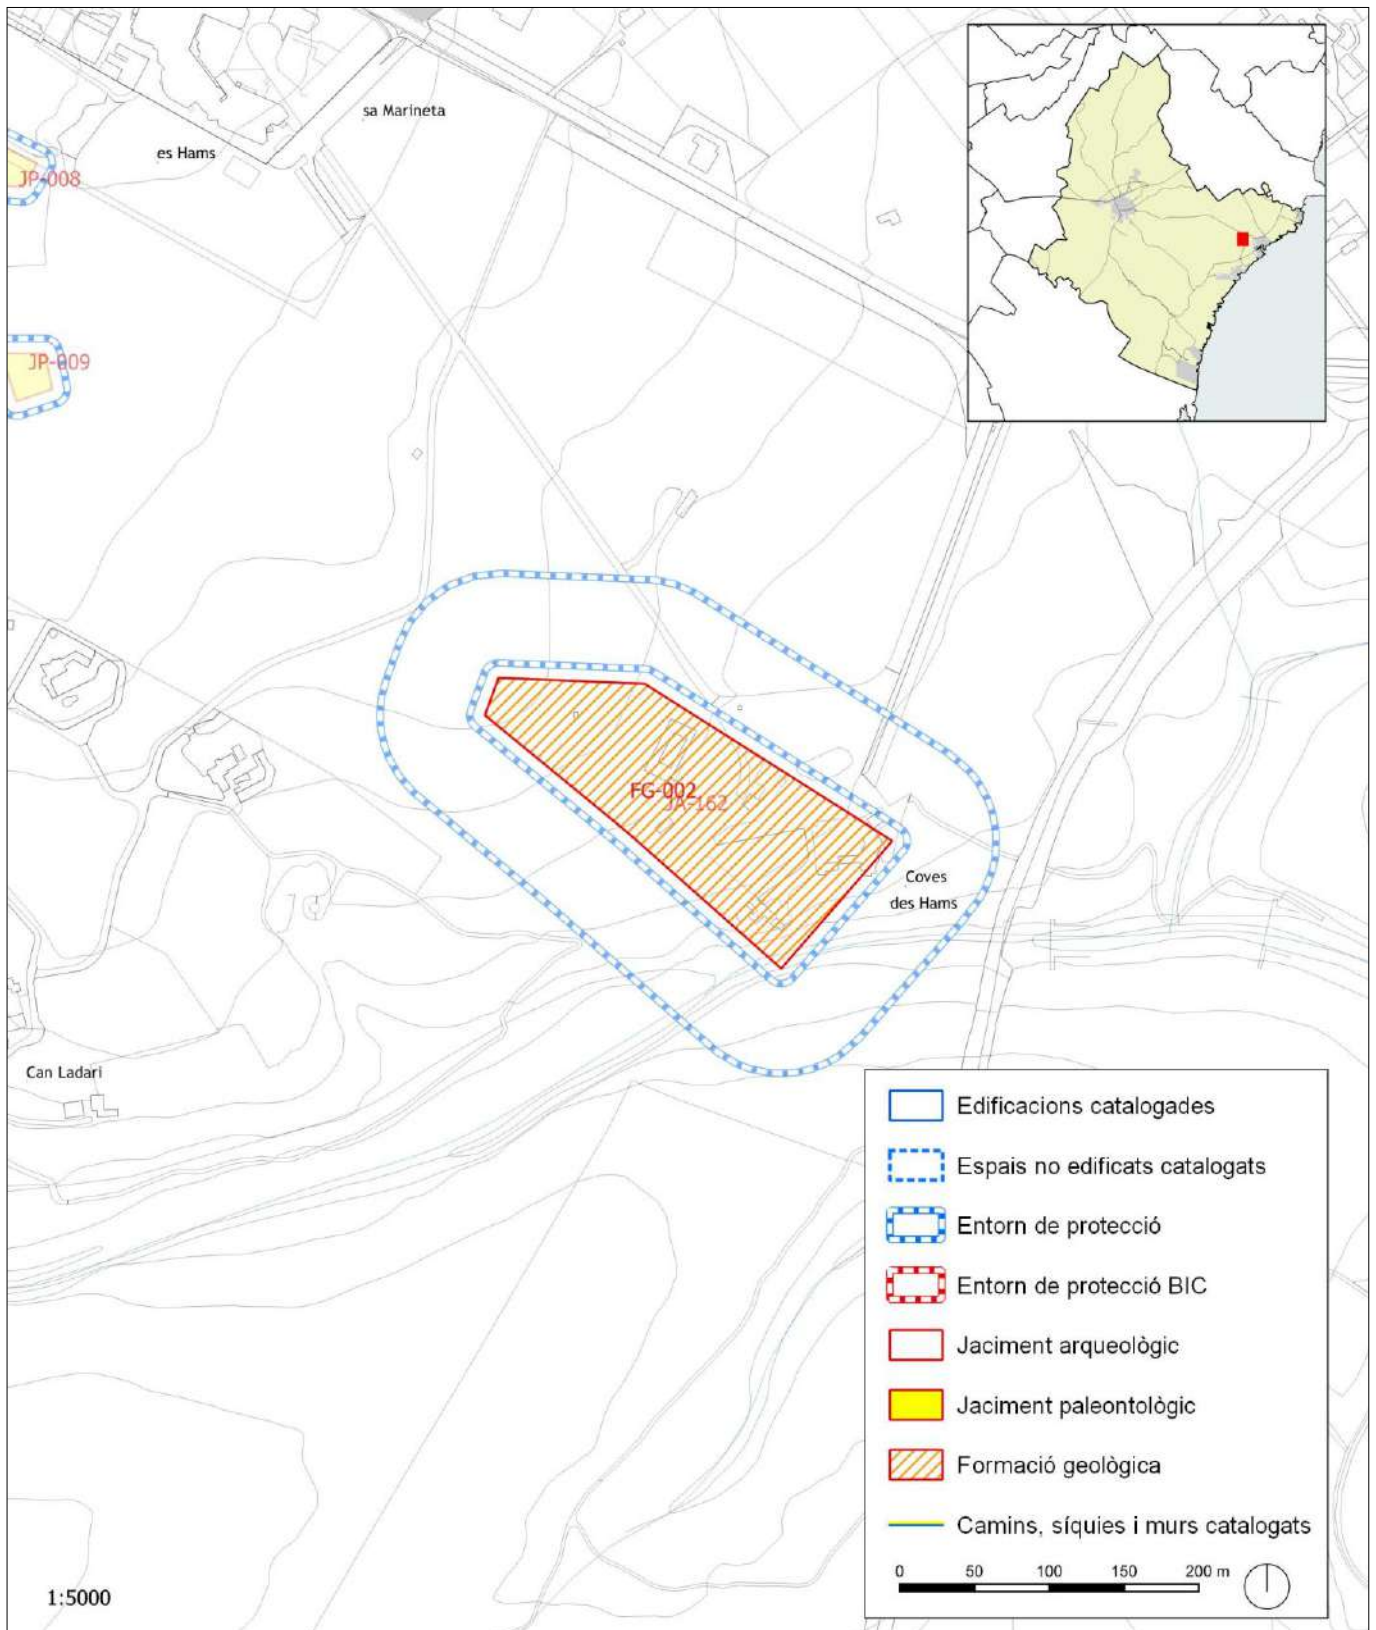 sa Marineta
es Hams
JP-008
JP-009
FG-002
JA-162
Coves
des Hams
Can Ladari
Edificacions catalogades
Espais no edificats catalogats
Entorn de protecció
Entorn de protecció BIC
Jaciment arqueològic
Jaciment paleontològic
Formació geològica
Camins, síquies i murs catalogats
0 50 100 150 200 m
1:5000